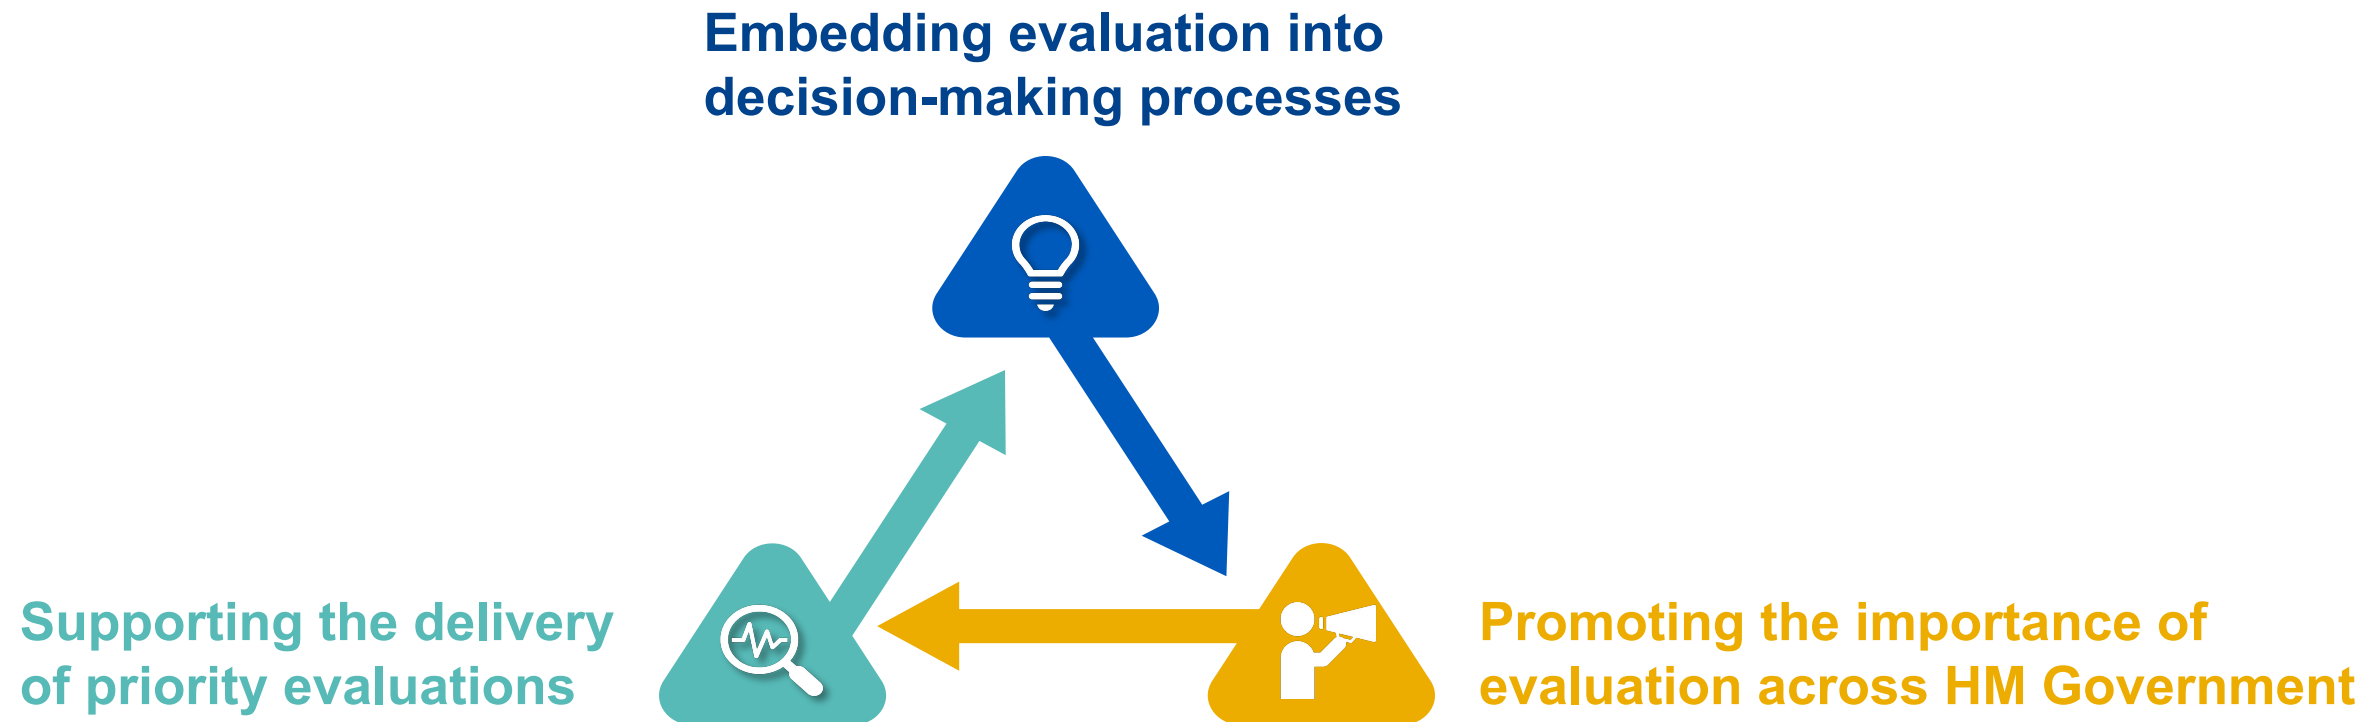 Embedding evaluation into
decision-making processes
Supporting the delivery
of priority evaluations
Promoting the importance of
evaluation across HM Government